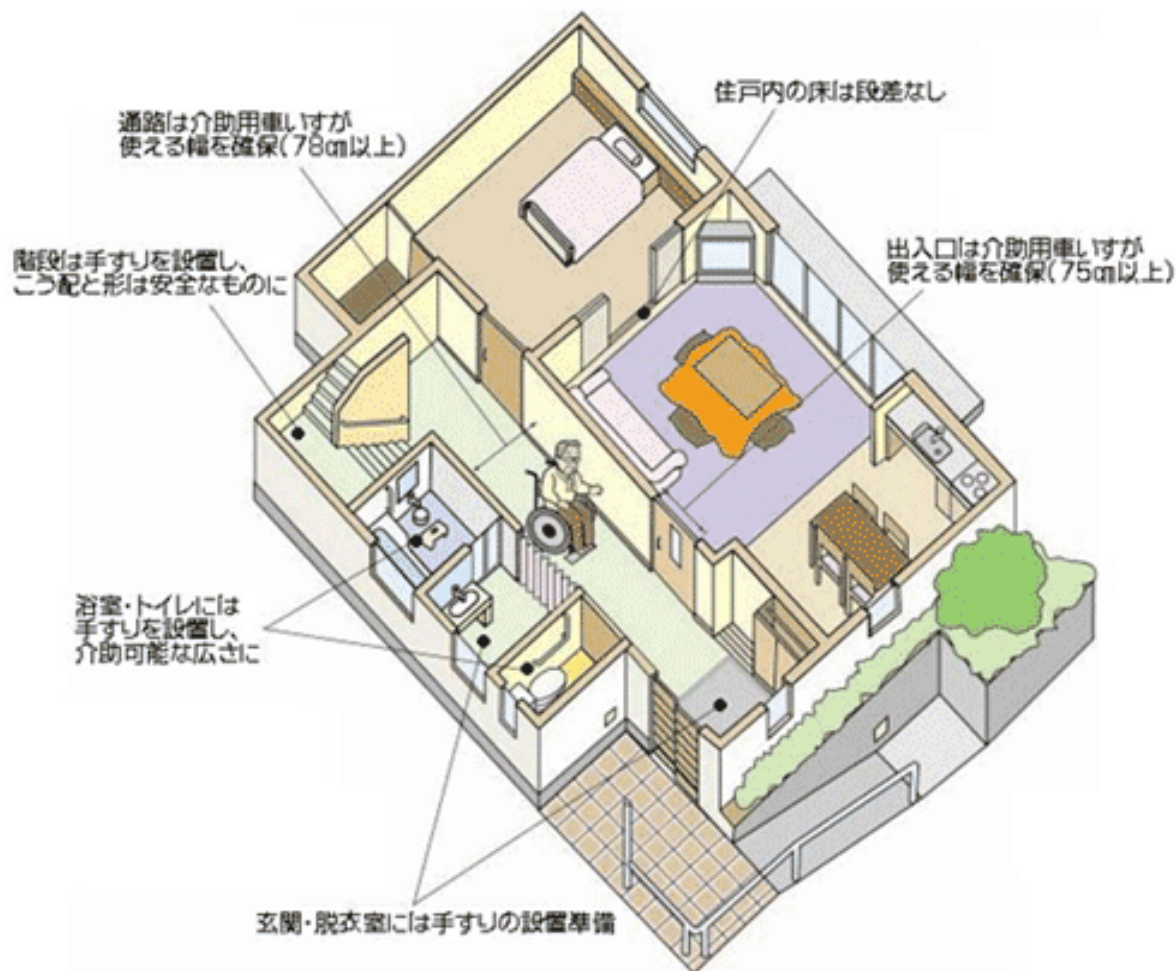 住戸内の床は段差なし
通路は介助用車いすが
使える幅を確保(78㎝以上)
出入口は介助用車いすが
使える幅を確保(75㎝以上)
階段は手すりを設置し、
こう配と形は安全なものに
浴室・トイレには
手すりを設置し、
介助可能な広さに
玄関・脱衣室には手すりの設置準備